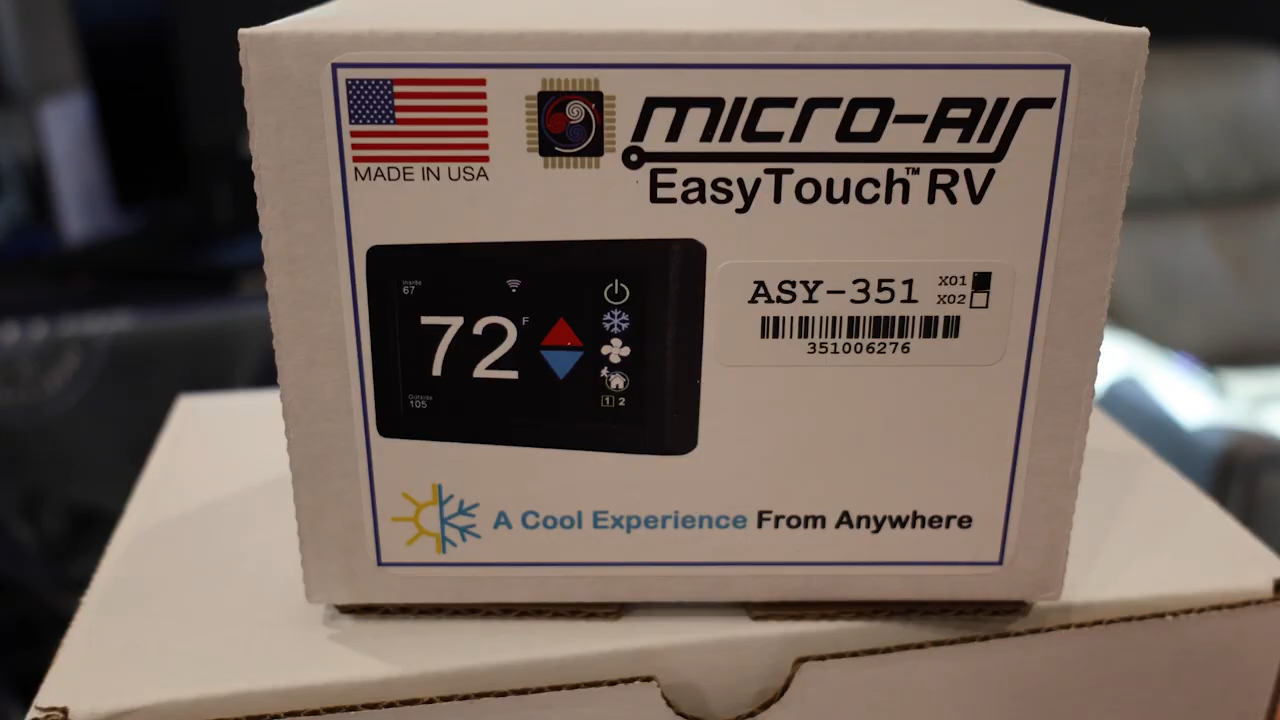 MADE IN USA
MICRO-AIR
EasyTouch™ RV
ASY-351
X01
X02
351006276
Inside
67
72 F
Outside
105
1 2
A Cool Experience From Anywhere